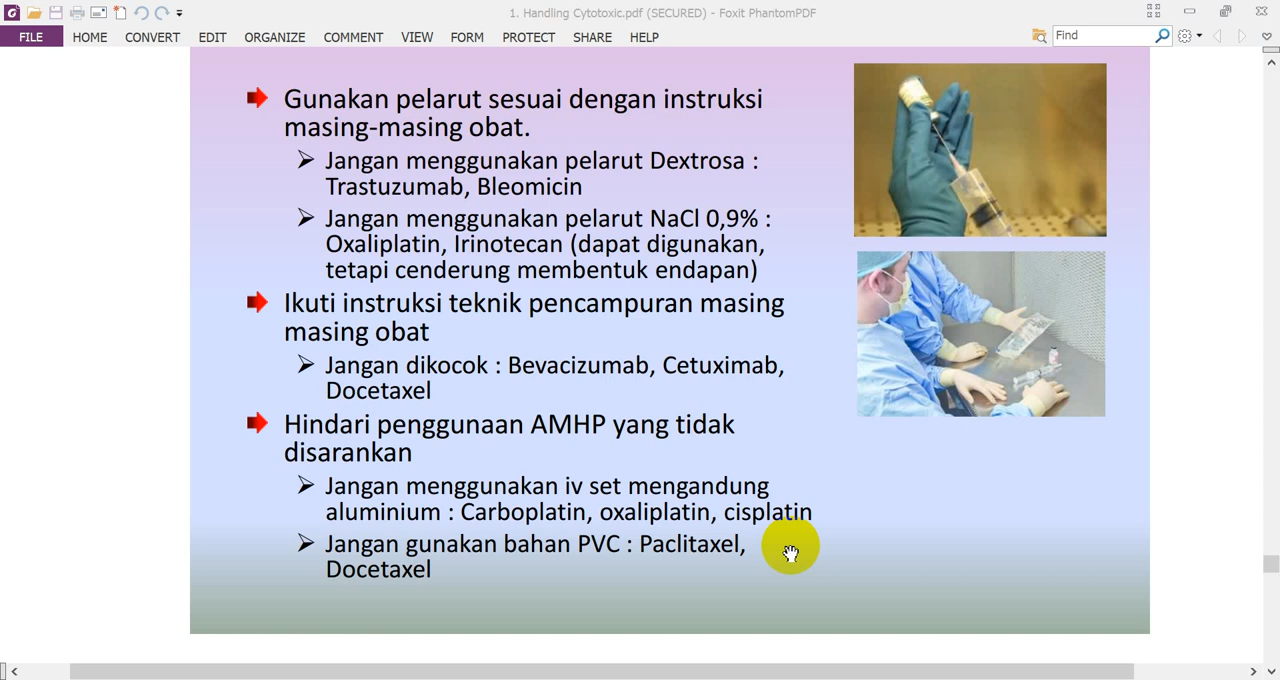 1. Handling Cytotoxic.pdf (SECURED) - Foxit PhantomPDF
FILE HOME CONVERT EDIT ORGANIZE COMMENT VIEW FORM PROTECT SHARE HELP Find
Gunakan pelarut sesuai dengan instruksi
masing-masing obat.
Jangan menggunakan pelarut Dextrosa :
Trastuzumab, Bleomicin
Jangan menggunakan pelarut NaCl 0,9% :
Oxaliplatin, Irinotecan (dapat digunakan,
tetapi cenderung membentuk endapan)
Ikuti instruksi teknik pencampuran masing
masing obat
Jangan dikocok : Bevacizumab, Cetuximab,
Docetaxel
Hindari penggunaan AMHP yang tidak
disarankan
Jangan menggunakan iv set mengandung
aluminium : Carboplatin, oxaliplatin, cisplatin
Jangan gunakan bahan PVC : Paclitaxel,
Docetaxel